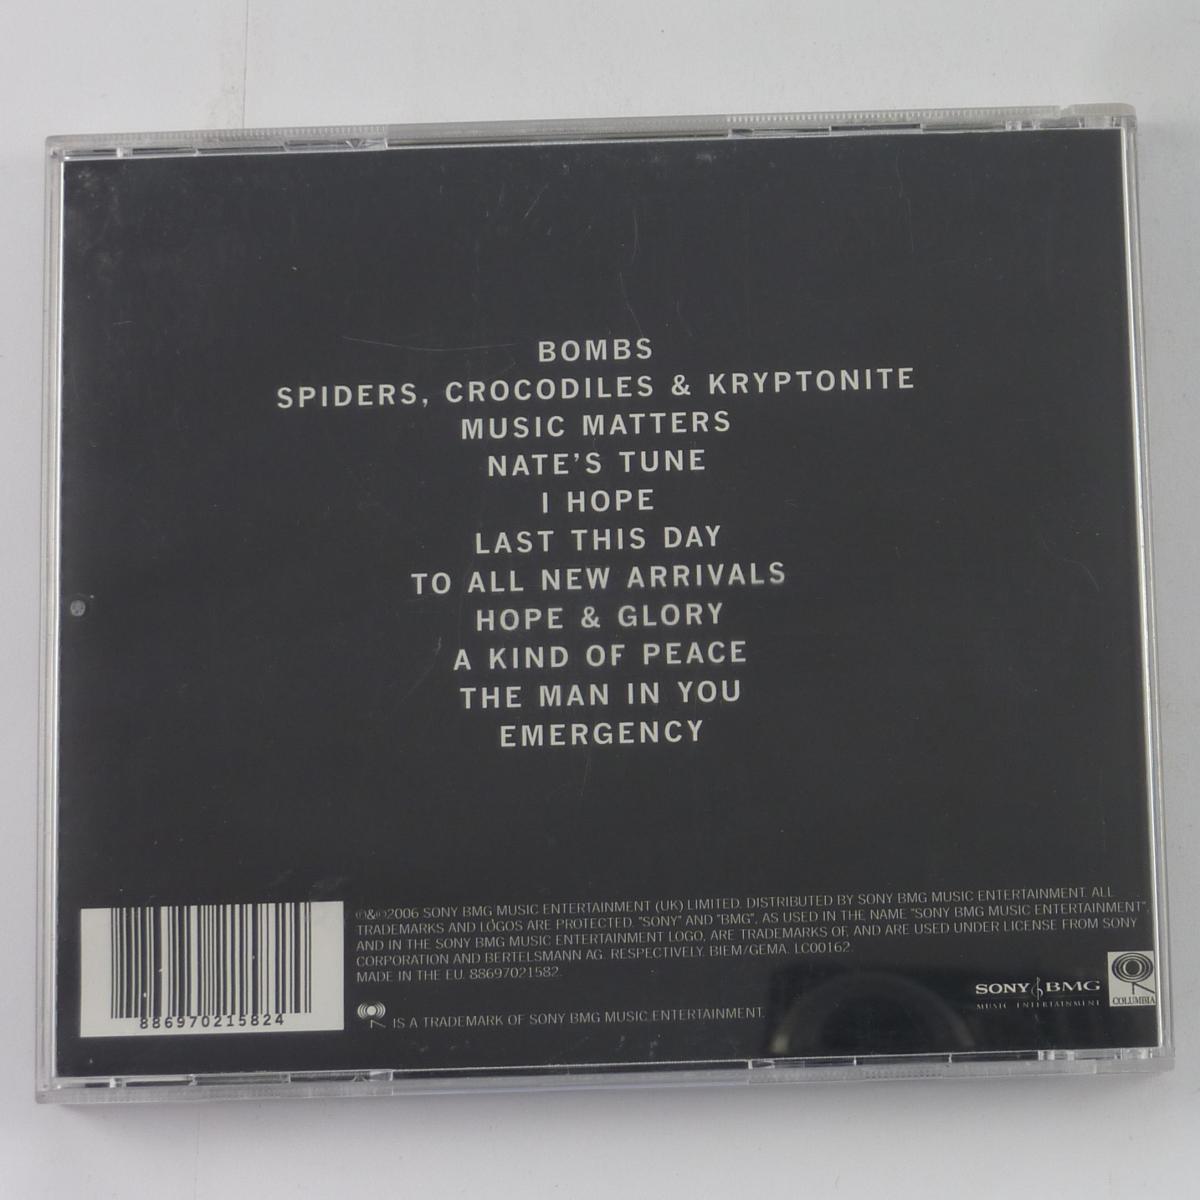 BOMBS
SPIDERS, CROCODILES & KRYPTONITE
MUSIC MATTERS
NATE'S TUNE
I HOPE
LAST THIS DAY
TO ALL NEW ARRIVALS
HOPE & GLORY
A KIND OF PEACE
THE MAN IN YOU
EMERGENCY
886970215824
℗&©2006 SONY BMG MUSIC ENTERTAINMENT (UK) LIMITED. DISTRIBUTED BY SONY BMG MUSIC ENTERTAINMENT. ALL
TRADEMARKS AND LOGOS ARE PROTECTED. "SONY" AND "BMG", AS USED IN THE NAME "SONY BMG MUSIC ENTERTAINMENT"
AND IN THE SONY BMG MUSIC ENTERTAINMENT LOGO, ARE TRADEMARKS OF, AND ARE USED UNDER LICENSE FROM SONY
CORPORATION AND BERTELSMANN AG, RESPECTIVELY. BIEM/GEMA. LC00162.
MADE IN THE EU. 88697021582.
IS A TRADEMARK OF SONY BMG MUSIC ENTERTAINMENT.
SONY BMG
MUSIC ENTERTAINMENT
COLUMBIA